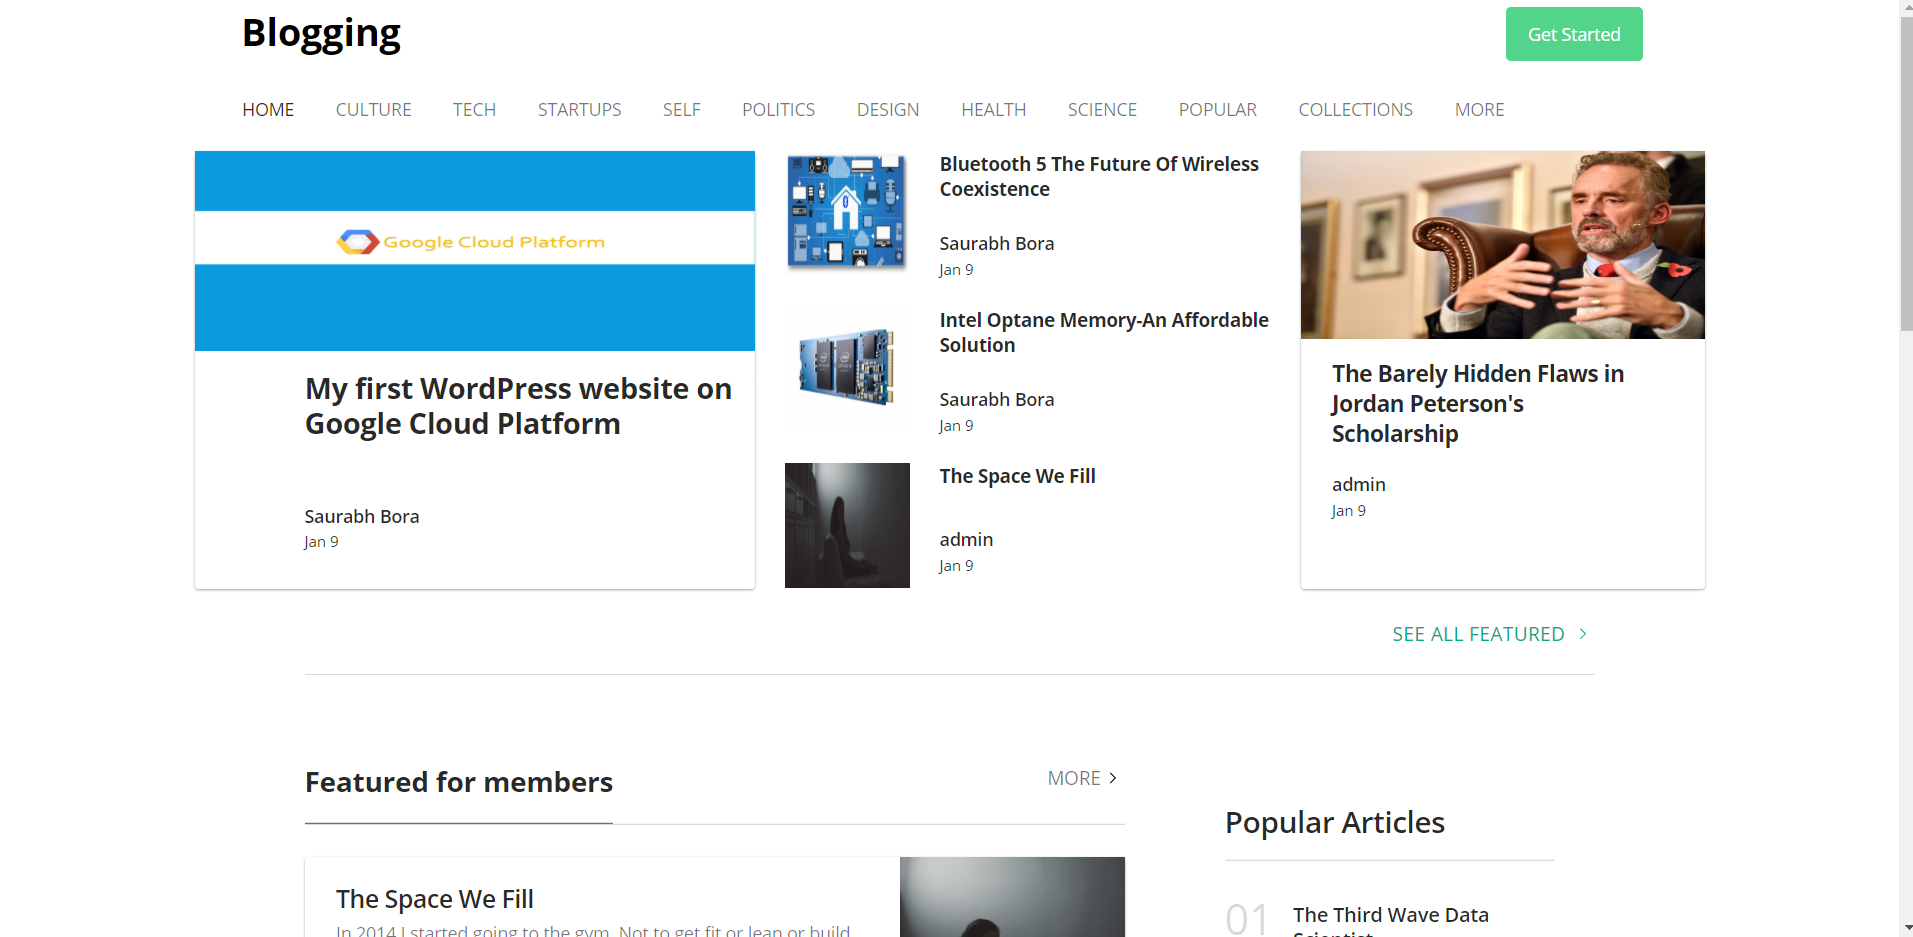 Blogging
Get Started
HOME CULTURE TECH STARTUPS SELF POLITICS DESIGN HEALTH SCIENCE POPULAR COLLECTIONS MORE
Google Cloud Platform
My first WordPress website on
Google Cloud Platform
Saurabh Bora
Jan 9
Bluetooth 5 The Future Of Wireless
Coexistence
Saurabh Bora
Jan 9
Intel Optane Memory-An Affordable
Solution
Saurabh Bora
Jan 9
The Space We Fill
admin
Jan 9
The Barely Hidden Flaws in
Jordan Peterson's
Scholarship
admin
Jan 9
SEE ALL FEATURED
Featured for members
MORE
The Space We Fill
In 2014 I started going to the gym. Not to get fit or lean or build
Popular Articles
01
The Third Wave Data
Scientist